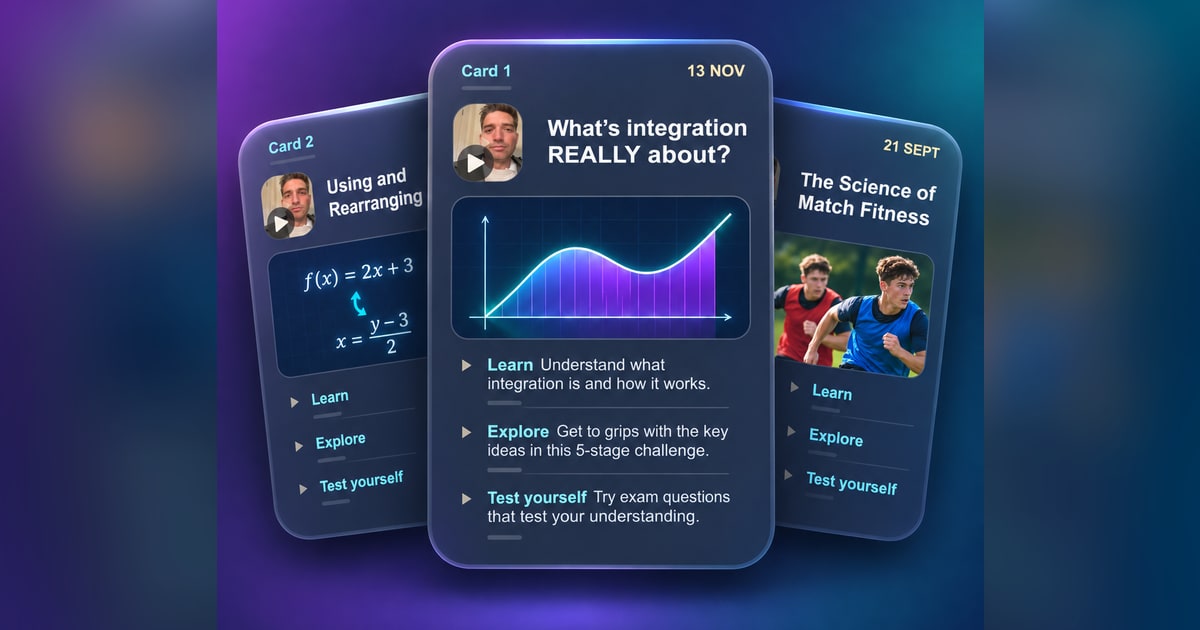 Card 1
13 NOV
What's integration
REALLY about?
Learn Understand what
integration is and how it works.
Explore Get to grips with the key
ideas in this 5-stage challenge.
Test yourself Try exam questions
that test your understanding.
Card 2
Using and
Rearranging
f(x) = 2x + 3
x = (y − 3)/2
Learn
Explore
Test yourself
21 SEPT
The Science of
Match Fitness
Learn
Explore
Test yourself